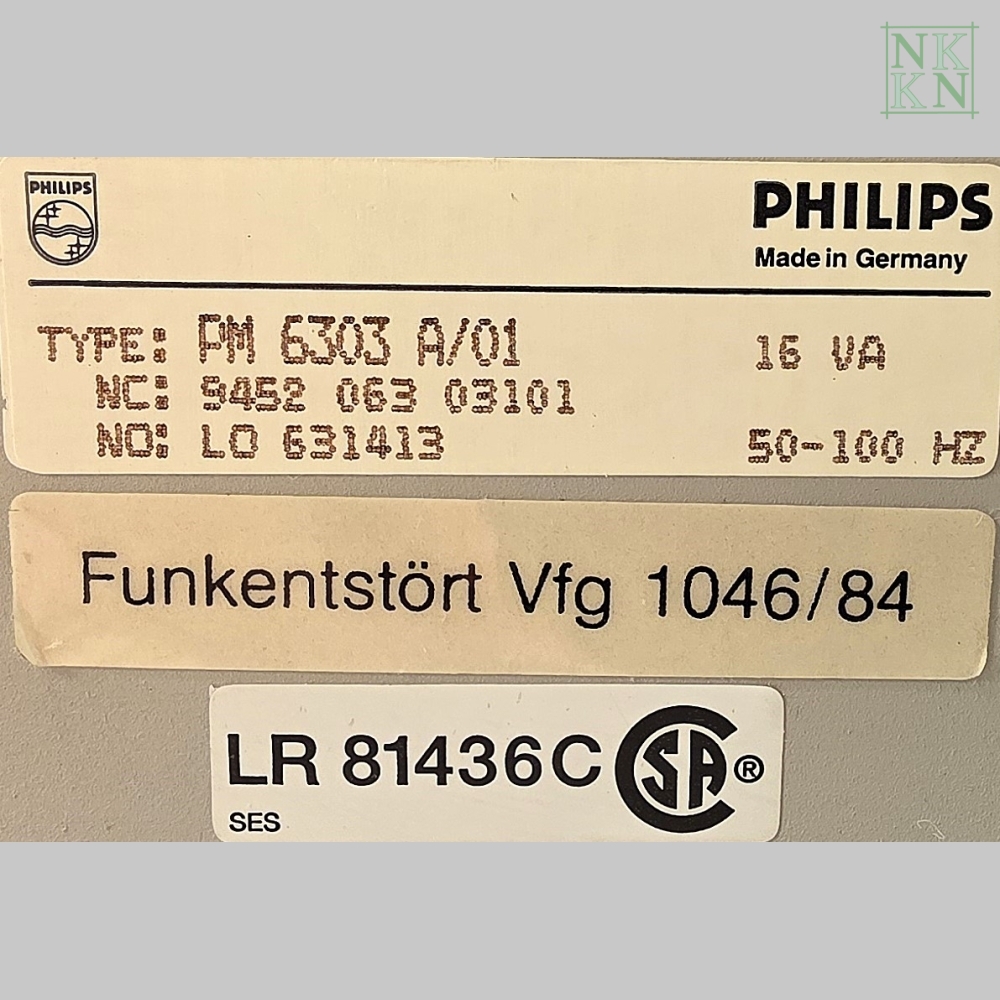 NK
KN
PHILIPS
PHILIPS
Made in Germany
TYPE: PM 6303 A/01 16 VA
NC: 9452 063 03101
NO: LO 631413 50-100 HZ
Funkentstört Vfg 1046/84
LR 81436C CSA ®
SES